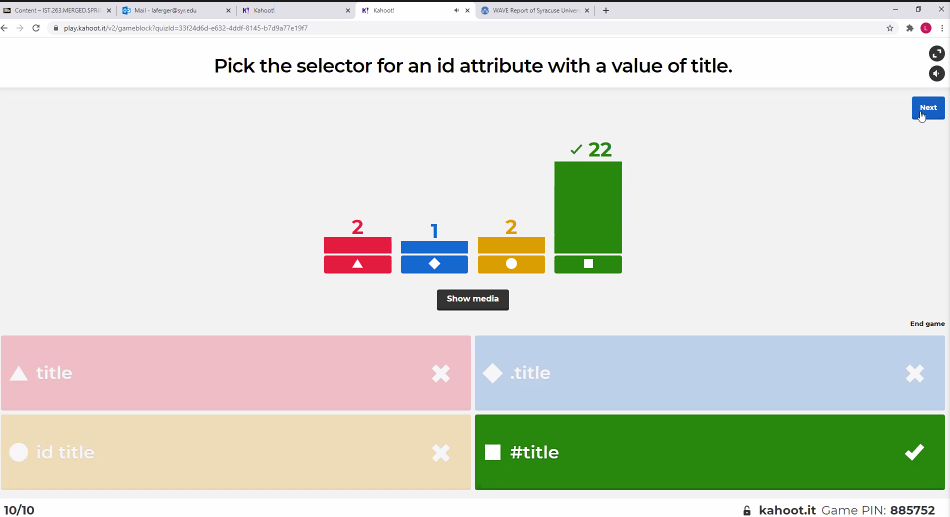 Content – IST.263.MERGED.SPRI
Mail - laferger@syr.edu
Kahoot!
Kahoot!
WAVE Report of Syracuse Univer
play.kahoot.it/v2/gameblock?quizId=33f24d6d-e632-4ddf-8145-b7d9a77e19f7
L
Pick the selector for an id attribute with a value of title.
Next
22
2
1
2
Show media
End game
title
.title
id title
#title
10/10
kahoot.it Game PIN: 885752